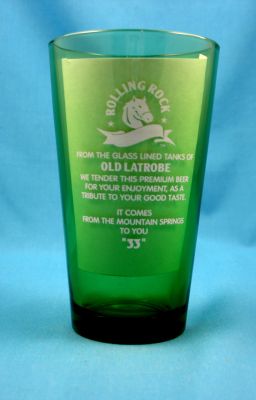 ROLLING ROCK
FROM THE GLASS LINED TANKS OF
OLD LATROBE
WE TENDER THIS PREMIUM BEER
FOR YOUR ENJOYMENT, AS A
TRIBUTE TO YOUR GOOD TASTE.
IT COMES
FROM THE MOUNTAIN SPRINGS
TO YOU
"33"